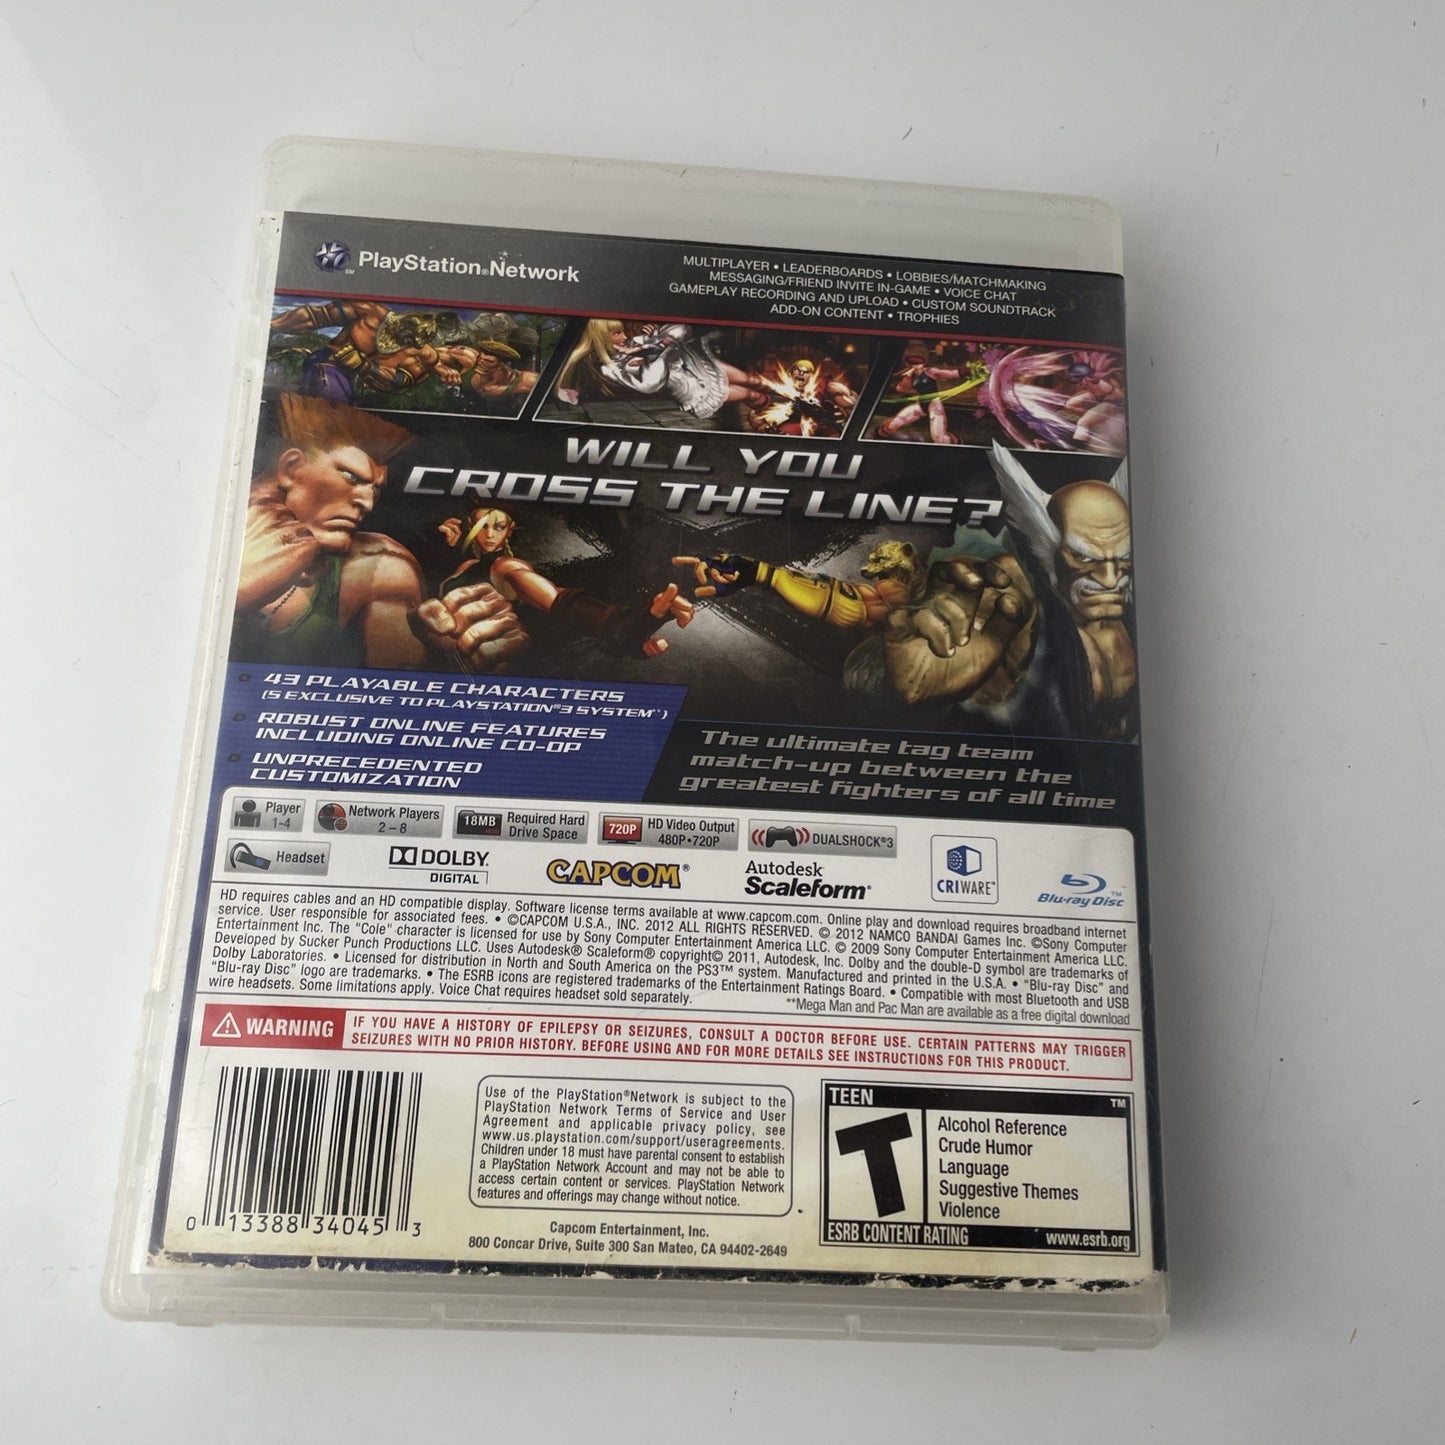 PlayStation®Network
SM
MULTIPLAYER • LEADERBOARDS • LOBBIES/MATCHMAKING
MESSAGING/FRIEND INVITE IN-GAME • VOICE CHAT
GAMEPLAY RECORDING AND UPLOAD • CUSTOM SOUNDTRACK
ADD-ON CONTENT • TROPHIES
WILL YOU
CROSS THE LINE?
43 PLAYABLE CHARACTERS
(5 EXCLUSIVE TO PLAYSTATION®3 SYSTEM**)
ROBUST ONLINE FEATURES
INCLUDING ONLINE CO-OP
UNPRECEDENTED
CUSTOMIZATION
The ultimate tag team
match-up between the
greatest fighters of all time
Player
1-4
Network Players
2 – 8
18MB
Required Hard
Drive Space
720P
HD Video Output
480P•720P
DUALSHOCK®3
Headset
DOLBY
DIGITAL
CAPCOM®
Autodesk
Scaleform®
CRIWARE™
Blu-ray Disc™
HD requires cables and an HD compatible display. Software license terms available at www.capcom.com. Online play and download requires broadband internet
service. User responsible for associated fees. • ©CAPCOM U.S.A., INC. 2012 ALL RIGHTS RESERVED. © 2012 NAMCO BANDAI Games Inc. ©Sony Computer
Entertainment Inc. The "Cole" character is licensed for use by Sony Computer Entertainment America LLC. © 2009 Sony Computer Entertainment America LLC.
Developed by Sucker Punch Productions LLC. Uses Autodesk® Scaleform® copyright© 2011, Autodesk, Inc. Dolby and the double-D symbol are trademarks of
Dolby Laboratories. • Licensed for distribution in North and South America on the PS3™ system. Manufactured and printed in the U.S.A. • "Blu-ray Disc" and
"Blu-ray Disc" logo are trademarks. • The ESRB icons are registered trademarks of the Entertainment Ratings Board. • Compatible with most Bluetooth and USB
wire headsets. Some limitations apply. Voice Chat requires headset sold separately.
**Mega Man and Pac Man are available as a free digital download
WARNING
IF YOU HAVE A HISTORY OF EPILEPSY OR SEIZURES, CONSULT A DOCTOR BEFORE USE. CERTAIN PATTERNS MAY TRIGGER
SEIZURES WITH NO PRIOR HISTORY. BEFORE USING AND FOR MORE DETAILS SEE INSTRUCTIONS FOR THIS PRODUCT.
0 13388 34045 3
Use of the PlayStation®Network is subject to the
PlayStation Network Terms of Service and User
Agreement and applicable privacy policy, see
www.us.playstation.com/support/useragreements.
Children under 18 must have parental consent to establish
a PlayStation Network Account and may not be able to
access certain content or services. PlayStation Network
features and offerings may change without notice.
Capcom Entertainment, Inc.
800 Concar Drive, Suite 300 San Mateo, CA 94402-2649
TEEN
TM
T
Alcohol Reference
Crude Humor
Language
Suggestive Themes
Violence
ESRB CONTENT RATING
www.esrb.org